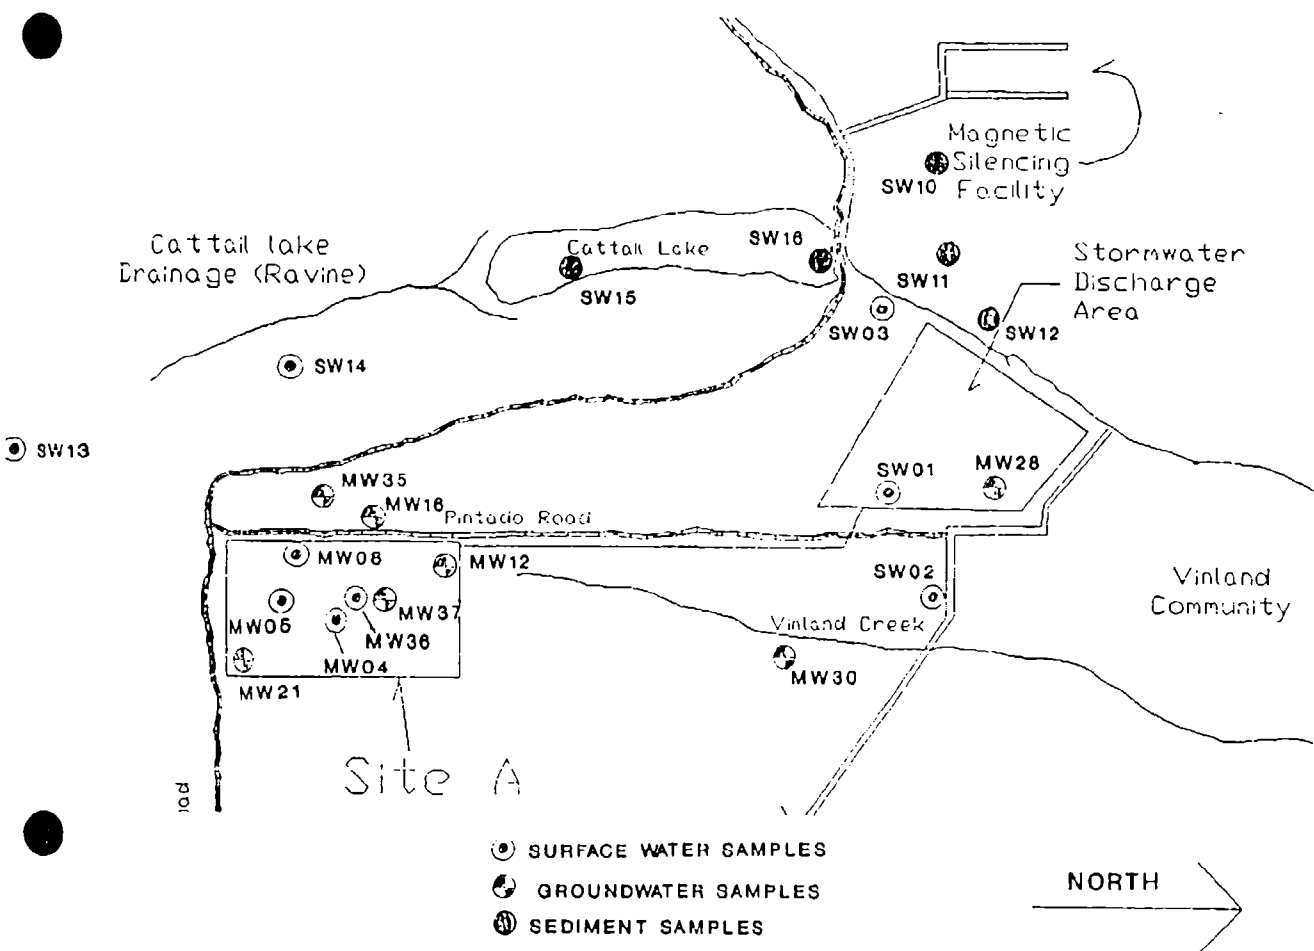 Magnetic
Silencing
Facility
SW10
Cattail lake
Drainage (Ravine)
Cattail Lake
SW16
SW15
SW11
Stormwater
Discharge
Area
SW03
SW12
SW14
SW13
MW35
MW16
Pintado Road
SW01
MW28
MW08
MW12
SW02
Vinland
Community
MW05
MW37
MW36
MW04
Vinland Creek
MW30
MW21
Site A
SURFACE WATER SAMPLES
GROUNDWATER SAMPLES
SEDIMENT SAMPLES
NORTH